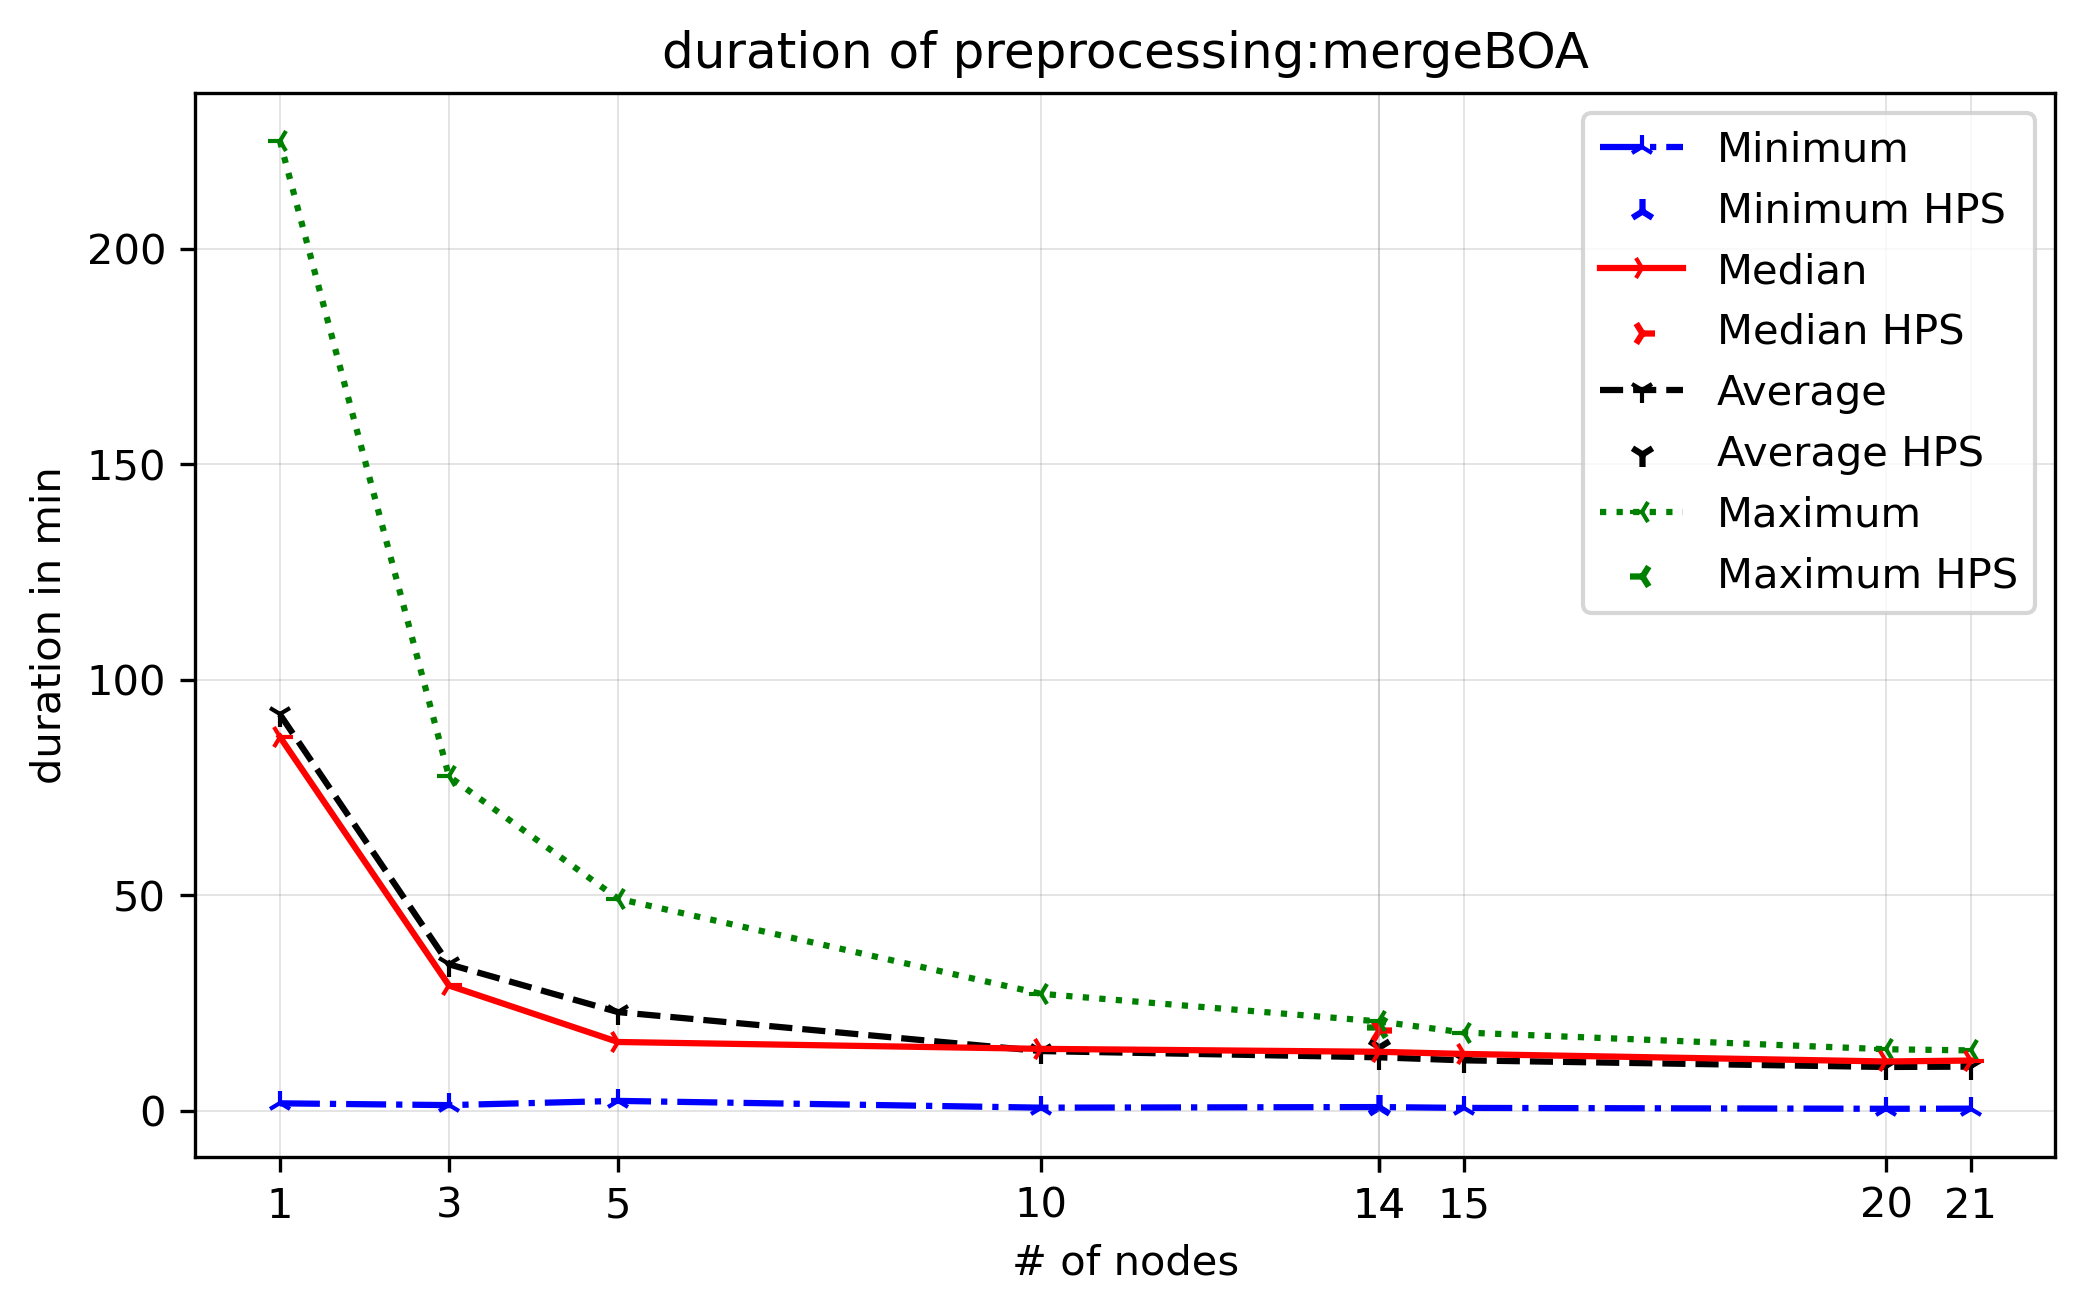 duration of preprocessing:mergeBOA
Minimum
Minimum HPS
Median
Median HPS
Average
Average HPS
Maximum
Maximum HPS
200
150
100
50
0
duration in min
1 3 5 10 14 15 20 21
# of nodes